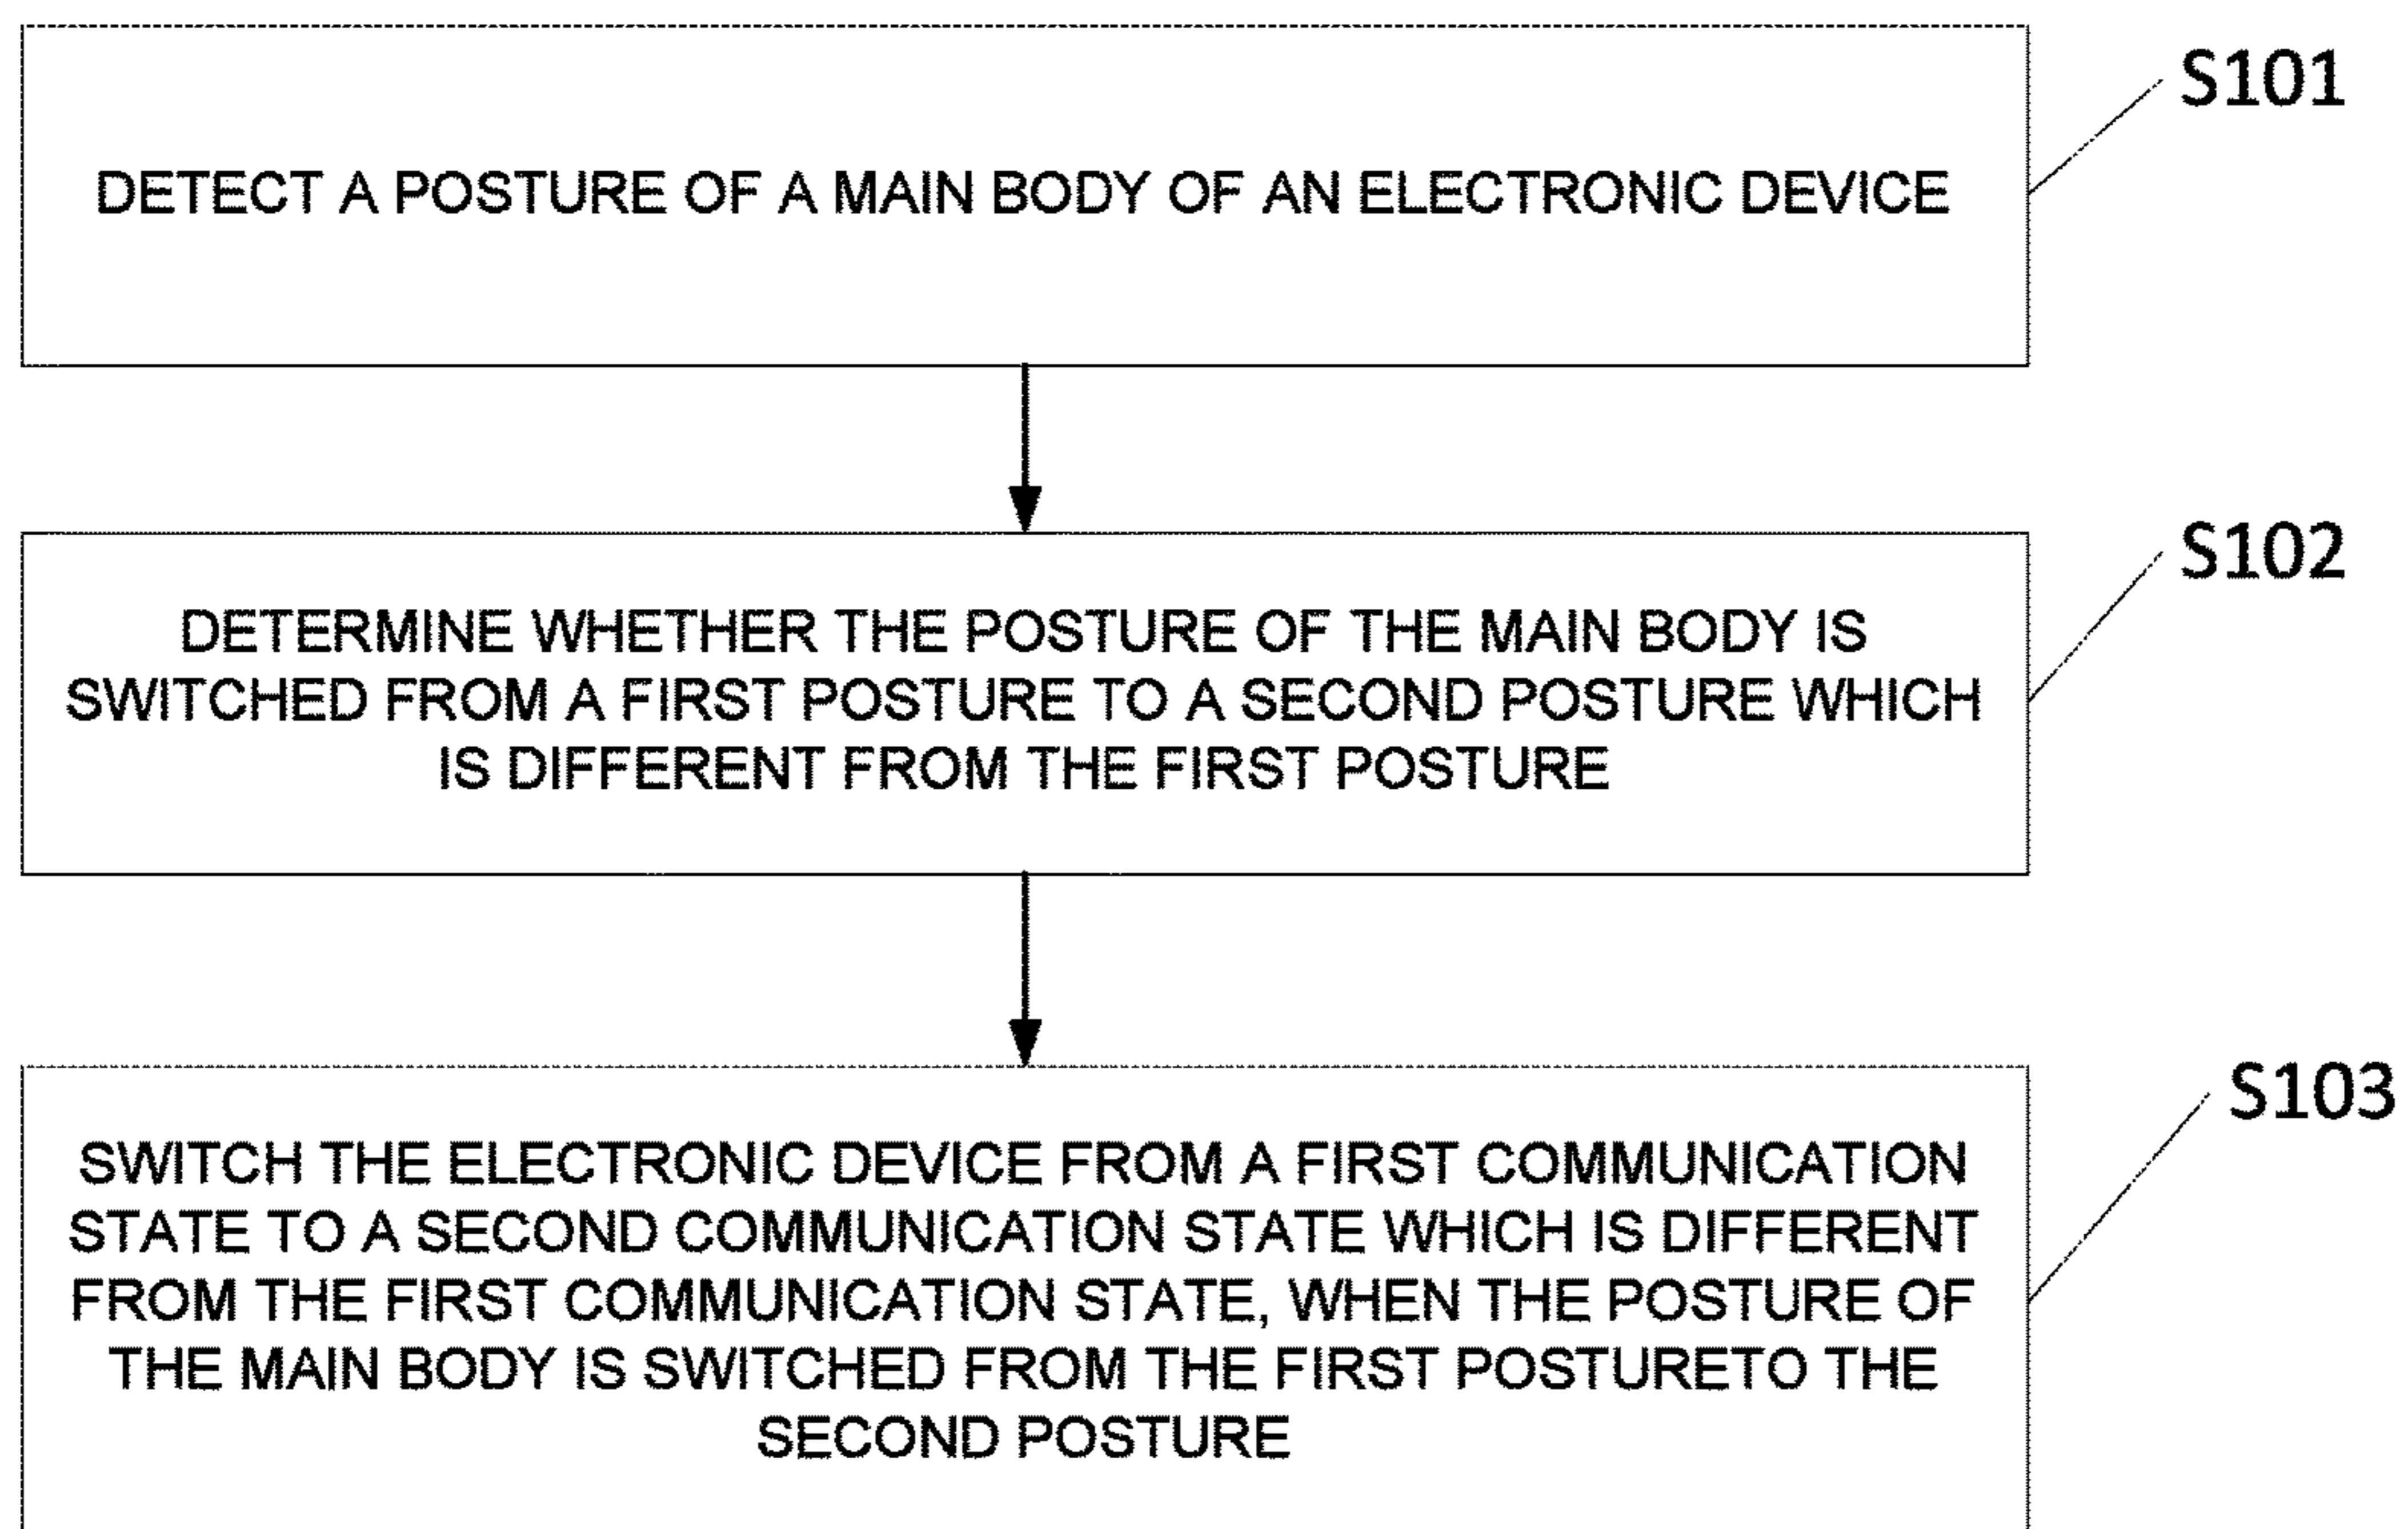 S101
DETECT A POSTURE OF A MAIN BODY OF AN ELECTRONIC DEVICE
S102
DETERMINE WHETHER THE POSTURE OF THE MAIN BODY IS
SWITCHED FROM A FIRST POSTURE TO A SECOND POSTURE WHICH
IS DIFFERENT FROM THE FIRST POSTURE
S103
SWITCH THE ELECTRONIC DEVICE FROM A FIRST COMMUNICATION
STATE TO A SECOND COMMUNICATION STATE WHICH IS DIFFERENT
FROM THE FIRST COMMUNICATION STATE, WHEN THE POSTURE OF
THE MAIN BODY IS SWITCHED FROM THE FIRST POSTURETO THE
SECOND POSTURE